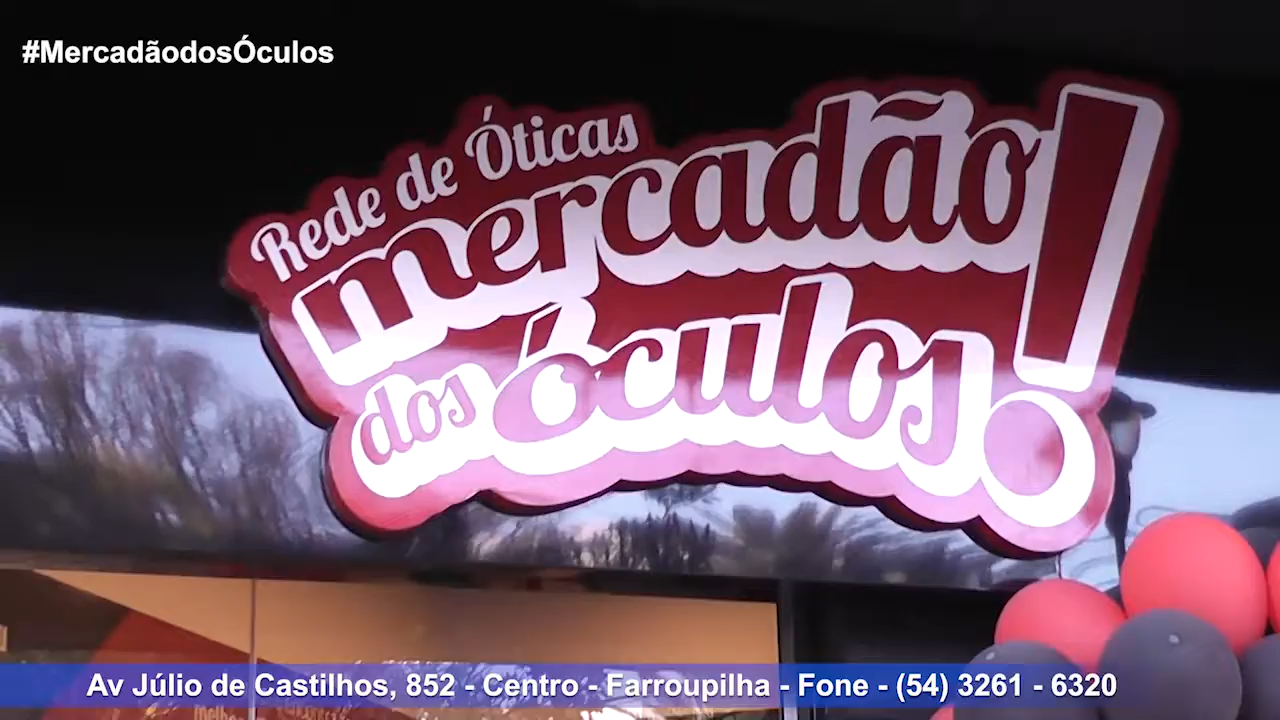 #MercadãodosÓculos
Rede de Óticas
mercadão!
dos óculos
Av Júlio de Castilhos, 852 - Centro - Farroupilha - Fone - (54) 3261 - 6320